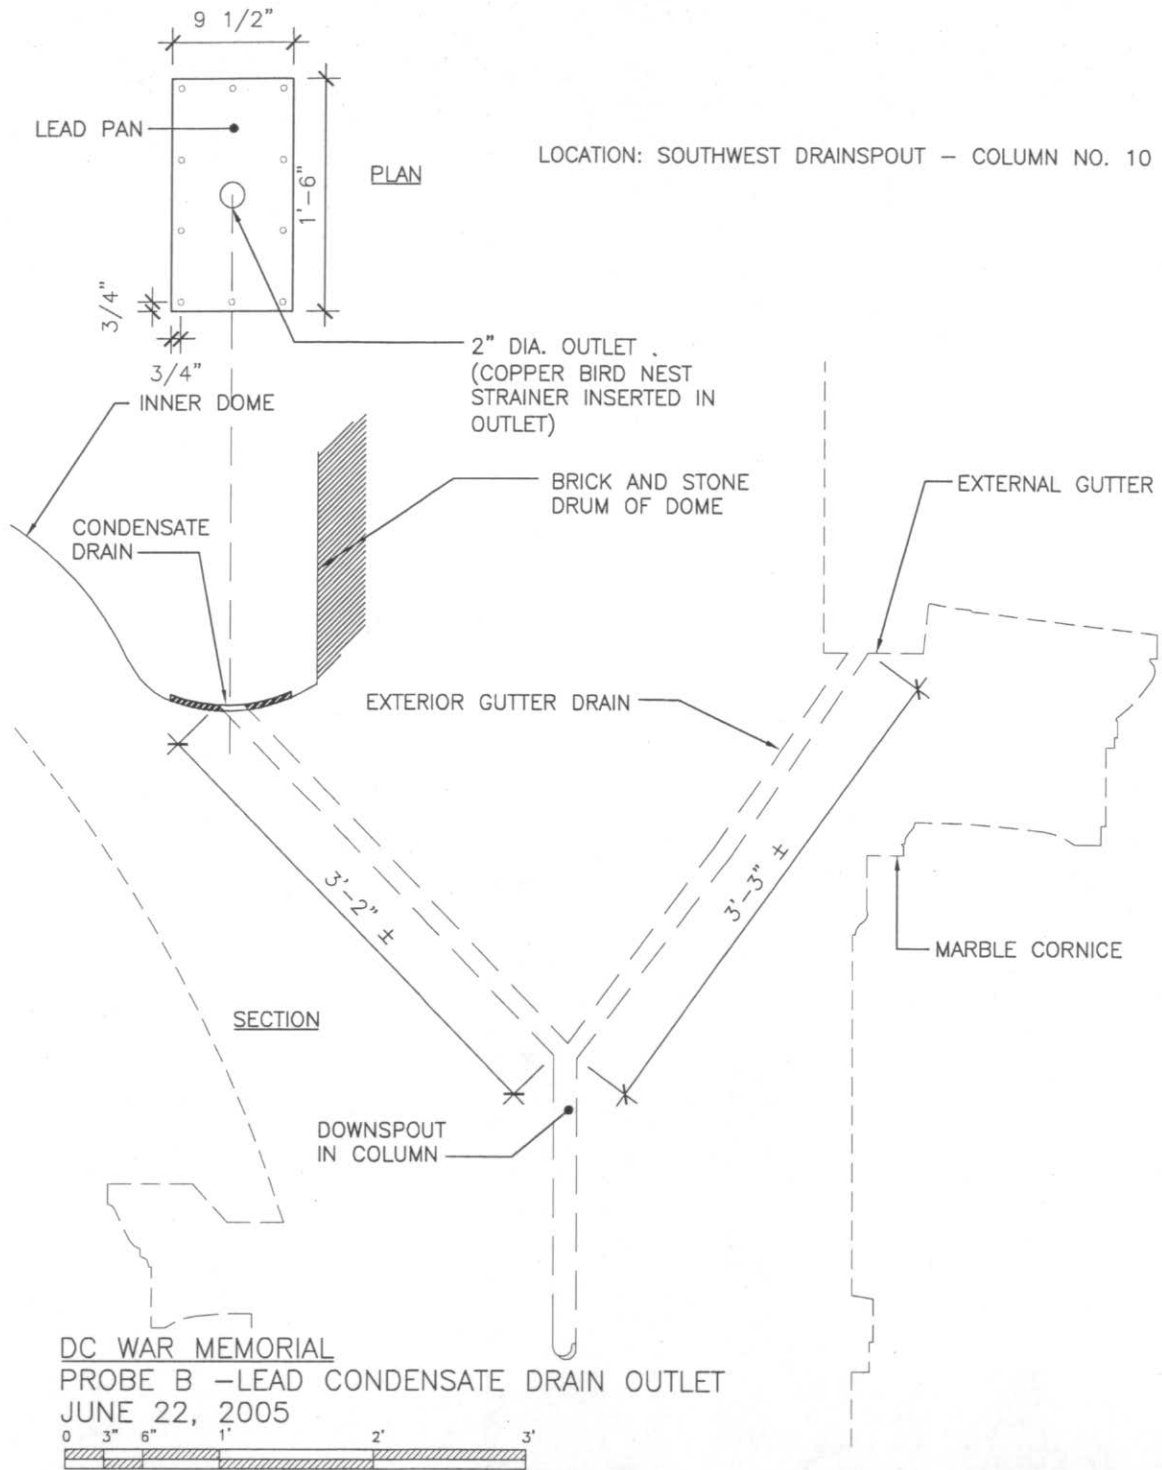 9 1/2"
LEAD PAN
PLAN
1'-6"
LOCATION: SOUTHWEST DRAINSPOUT – COLUMN NO. 10
3/4"
3/4"
2" DIA. OUTLET .
(COPPER BIRD NEST
STRAINER INSERTED IN
OUTLET)
INNER DOME
BRICK AND STONE
DRUM OF DOME
EXTERNAL GUTTER
CONDENSATE
DRAIN
EXTERIOR GUTTER DRAIN
3'-2" ±
3'-3" ±
MARBLE CORNICE
SECTION
DOWNSPOUT
IN COLUMN
DC WAR MEMORIAL
PROBE B –LEAD CONDENSATE DRAIN OUTLET
JUNE 22, 2005
0 3" 6" 1' 2' 3'